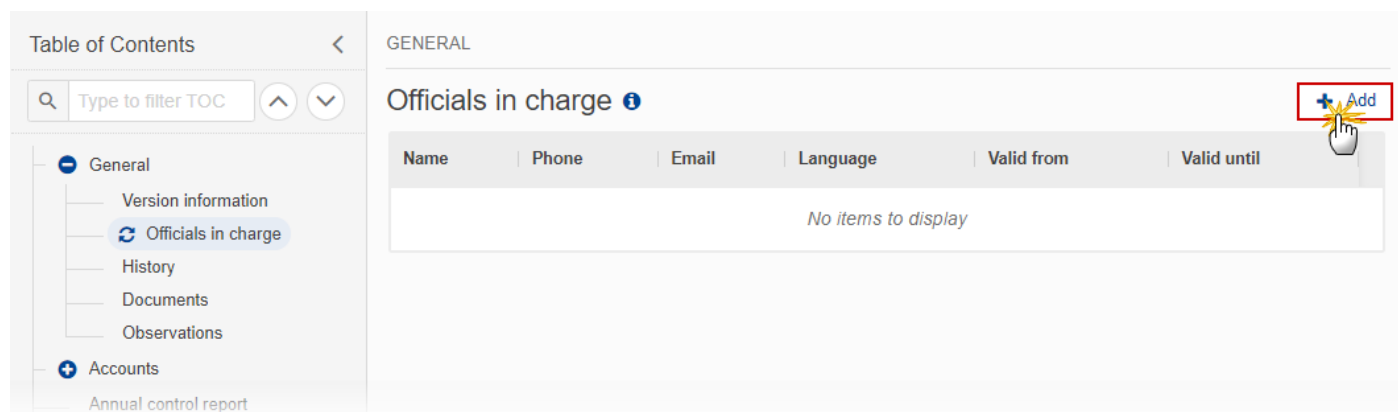 Table of Contents
Type to filter TOC
General
Version information
Officials in charge
History
Documents
Observations
Accounts
Annual control report
GENERAL
Officials in charge
Add
Name Phone Email Language Valid from Valid until
No items to display